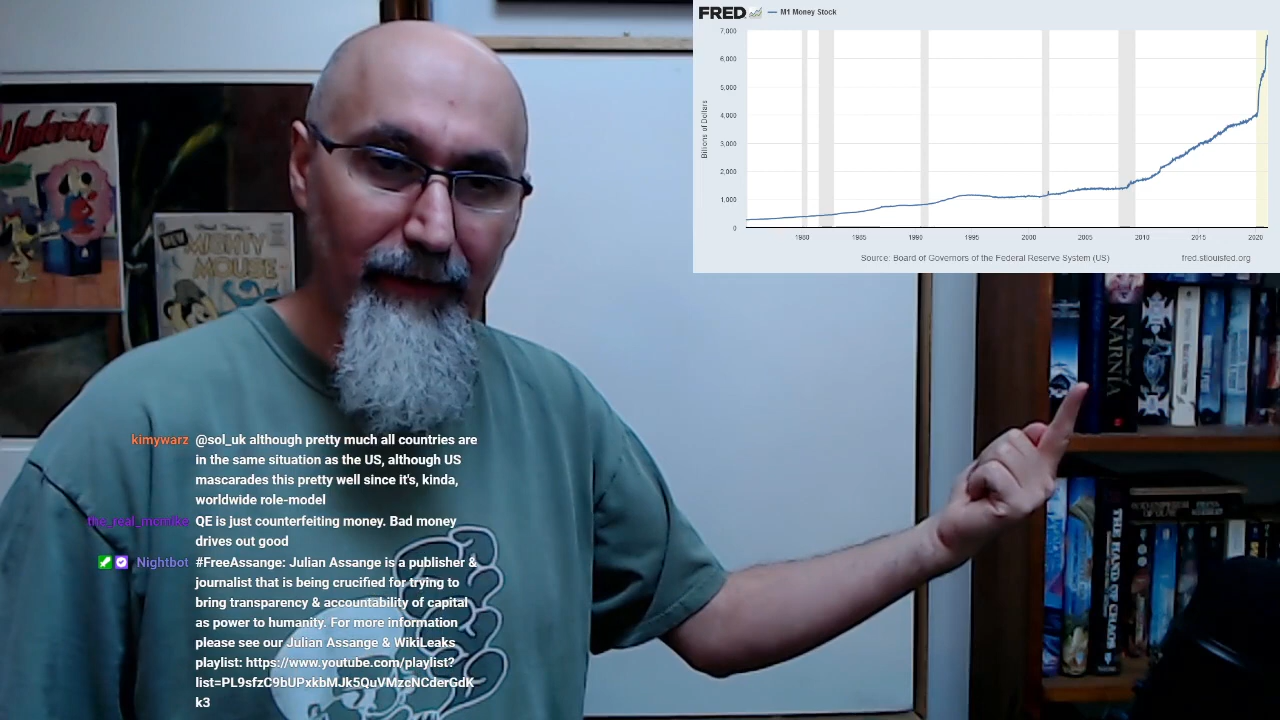 FRED
M1 Money Stock
7,000
6,000
5,000
4,000
3,000
2,000
1,000
0
Billions of Dollars
1980
1985
1990
1995
2000
2005
2010
2015
2020
Source: Board of Governors of the Federal Reserve System (US)
fred.stlouisfed.org
Underdog
NEW
MIGHTY
MOUSE
NARNIA
THE HAND OF CHAOS
kimywarz @sol_uk although pretty much all countries are
in the same situation as the US, although US
mascarades this pretty well since it's, kinda,
worldwide role-model
the_real_mcmike QE is just counterfeiting money. Bad money
drives out good
Nightbot #FreeAssange: Julian Assange is a publisher &
journalist that is being crucified for trying to
bring transparency & accountability of capital
as power to humanity. For more information
please see our Julian Assange & WikiLeaks
playlist: https://www.youtube.com/playlist?
list=PL9sfzC9bUPxkbMJk5QuVMzcNCderGdK
k3